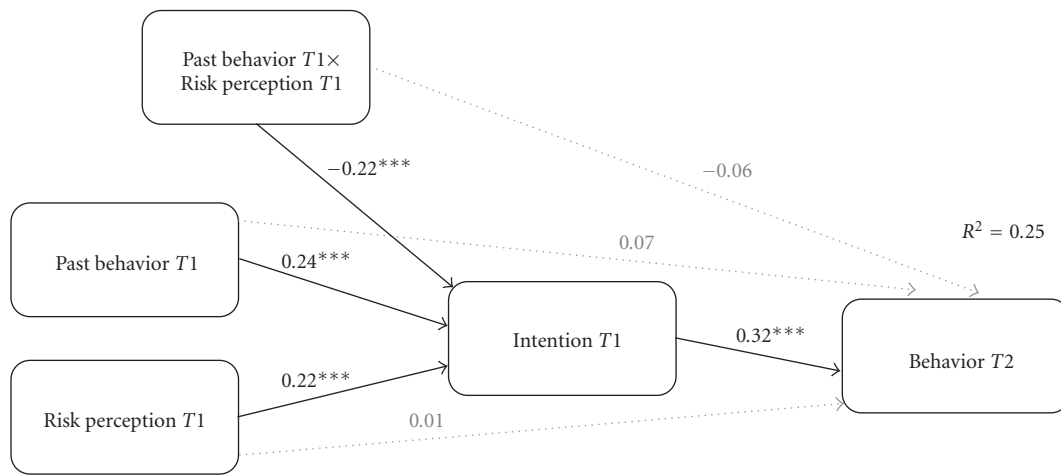 Past behavior T1×
Risk perception T1
−0.22***
−0.06
Past behavior T1
0.24***
0.07
R² = 0.25
Intention T1
0.32***
Behavior T2
Risk perception T1
0.22***
0.01